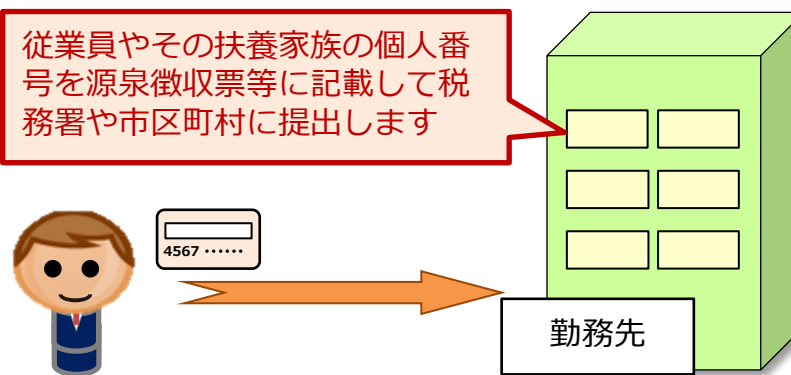 従業員やその扶養家族の個人番
号を源泉徴収票等に記載して税
務署や市区町村に提出します
4567 ⋯⋯
勤務先